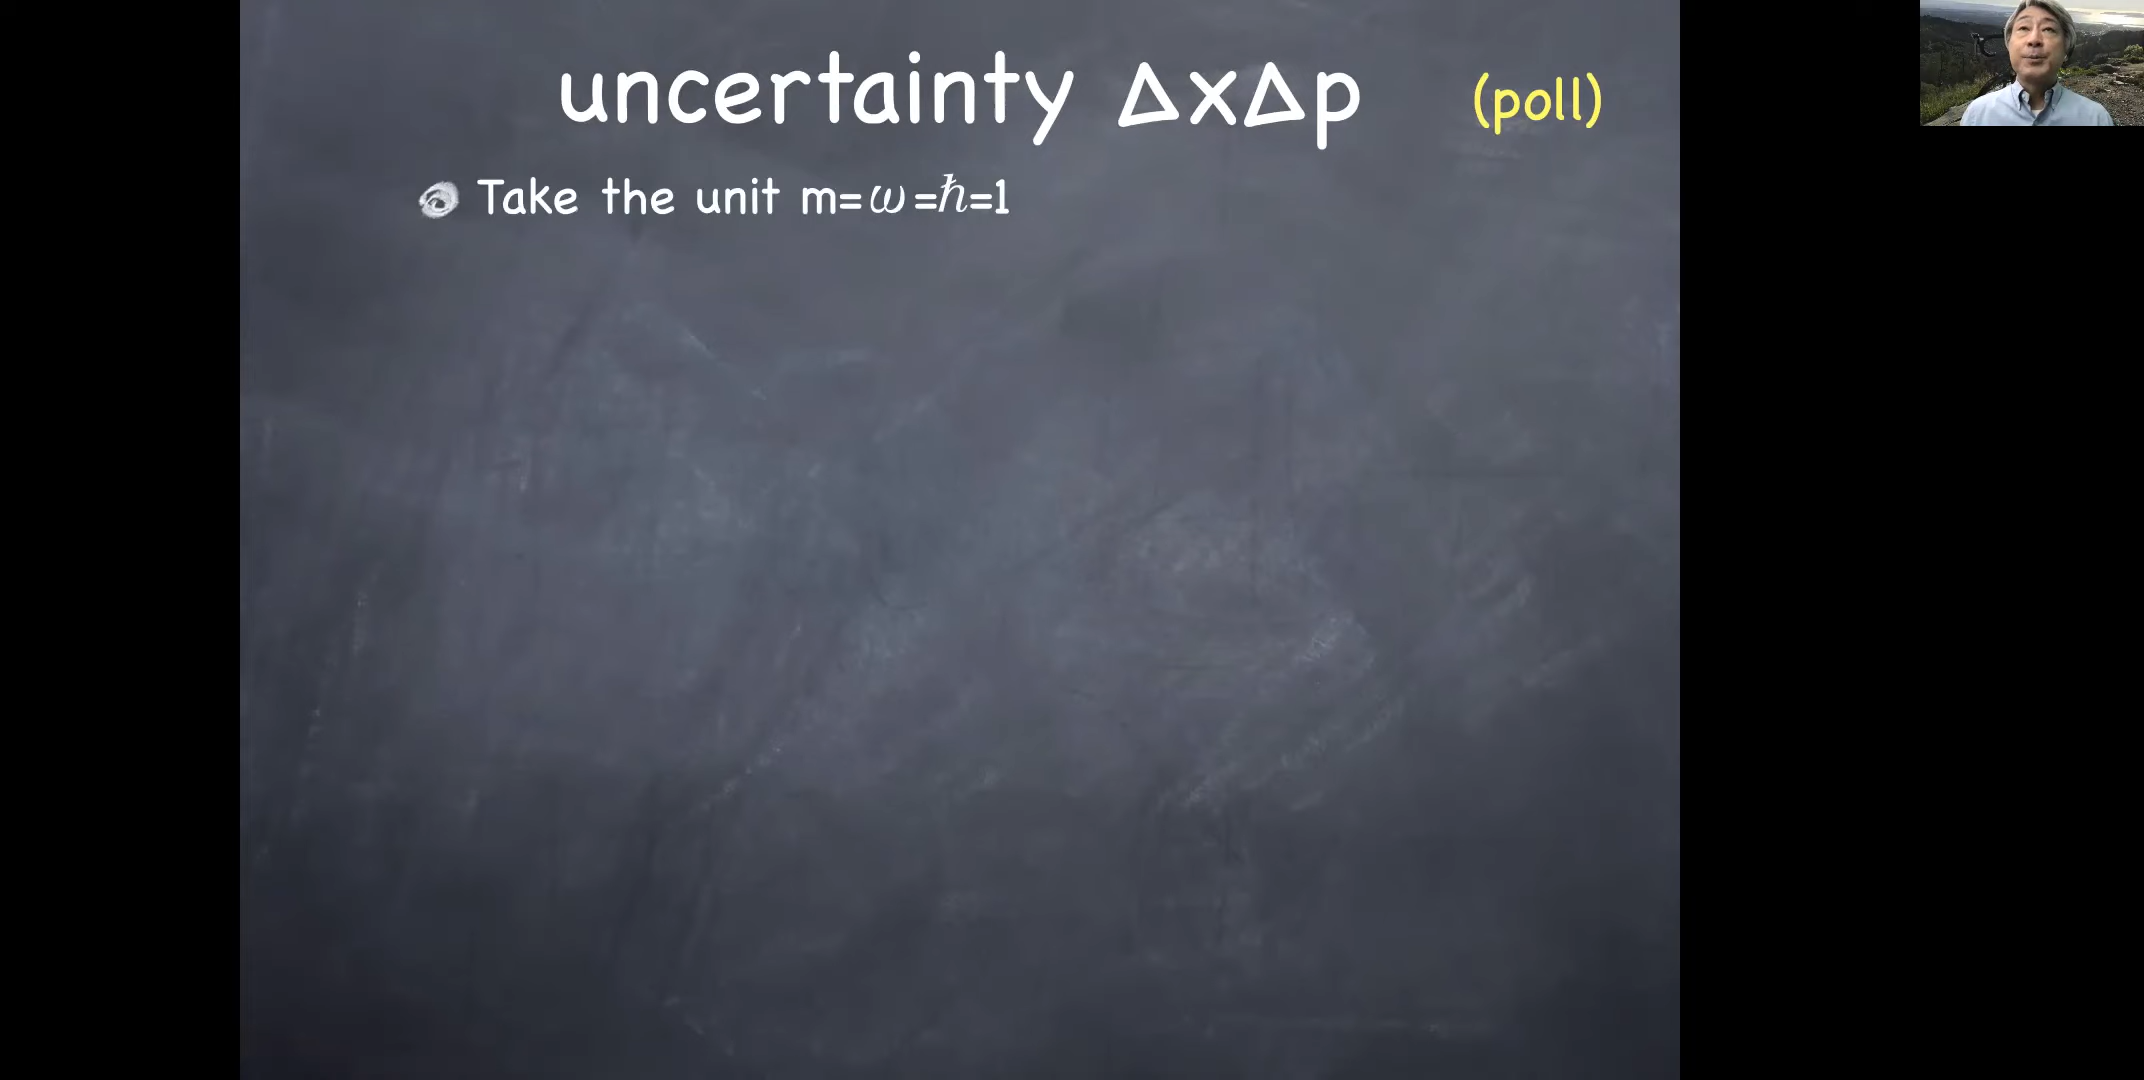 uncertainty ΔxΔp (poll)
Take the unit m=ω=ℏ=1